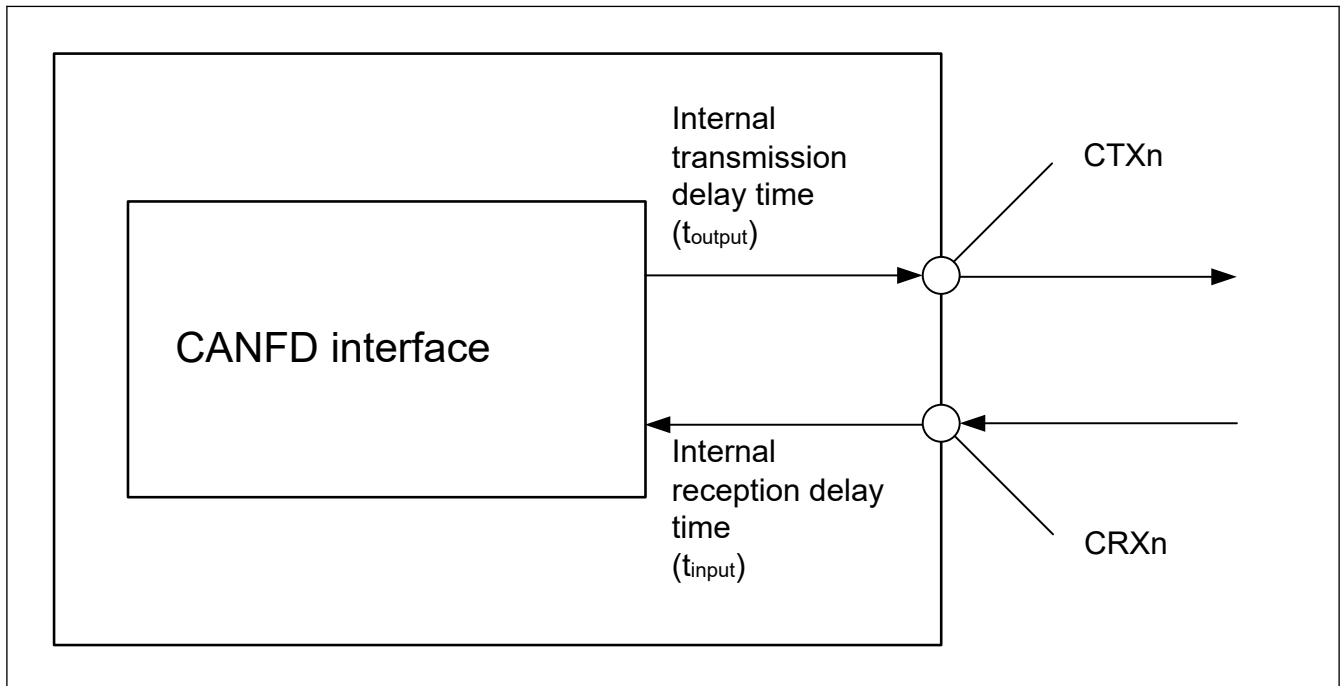 Internal
transmission
delay time
(toutput)
CTXn
CANFD interface
Internal
reception delay
time
(tinput)
CRXn